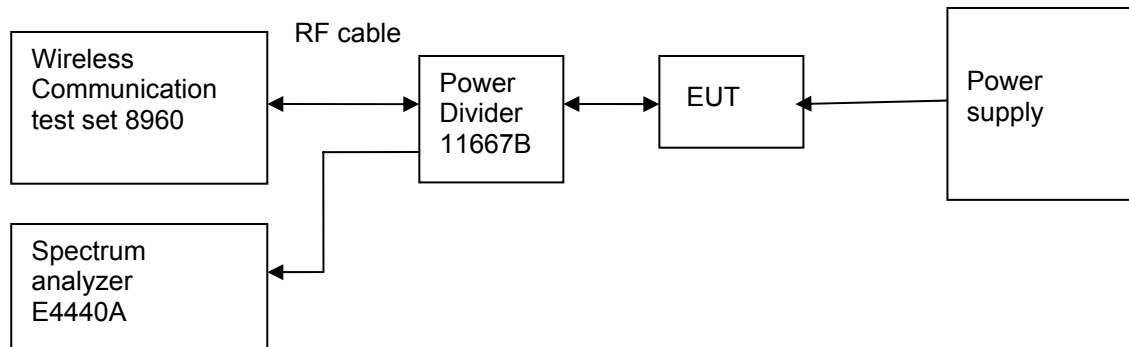 RF cable
Wireless
Communication
test set 8960
Power
Divider
11667B
EUT
Power
supply
Spectrum
analyzer
E4440A